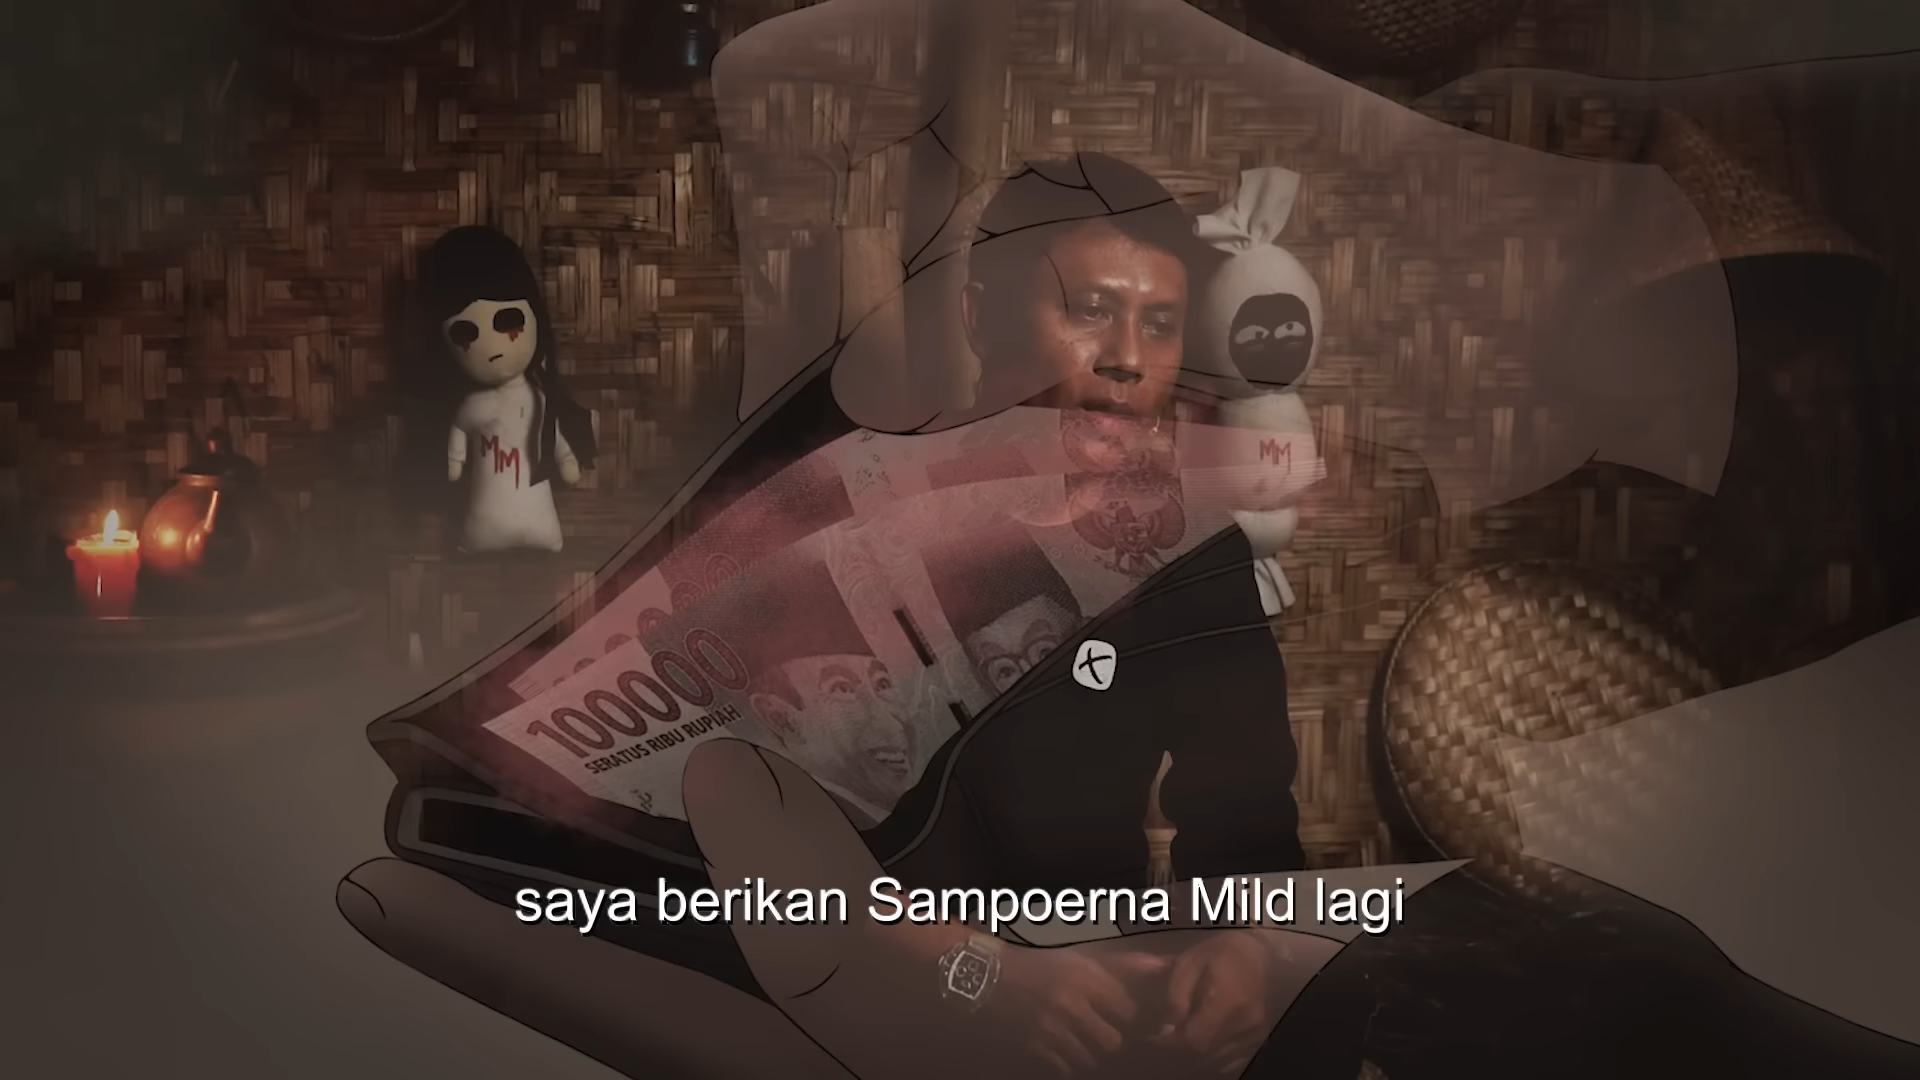 MM
MM
100000
SERATUS RIBU RUPIAH
saya berikan Sampoerna Mild lagi